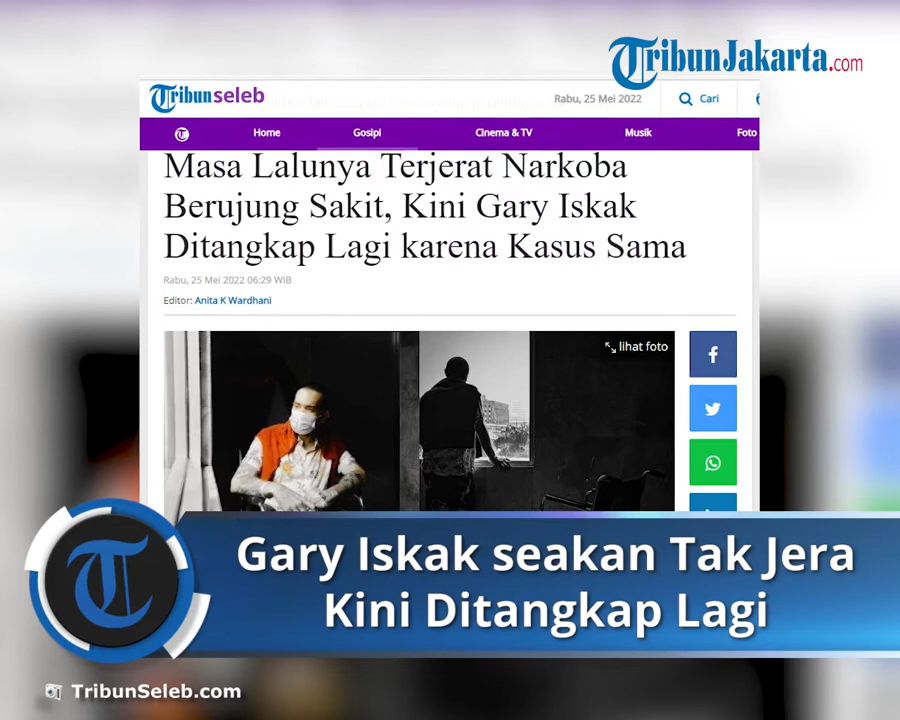 TribunJakarta.com
Tribunseleb
Rabu, 25 Mei 2022
Cari
Home
Gosipi
Cinema & TV
Musik
Foto
Masa Lalunya Terjerat Narkoba
Berujung Sakit, Kini Gary Iskak
Ditangkap Lagi karena Kasus Sama
Rabu, 25 Mei 2022 06:29 WIB
Editor: Anita K Wardhani
lihat foto
Gary Iskak seakan Tak Jera
Kini Ditangkap Lagi
TribunSeleb.com